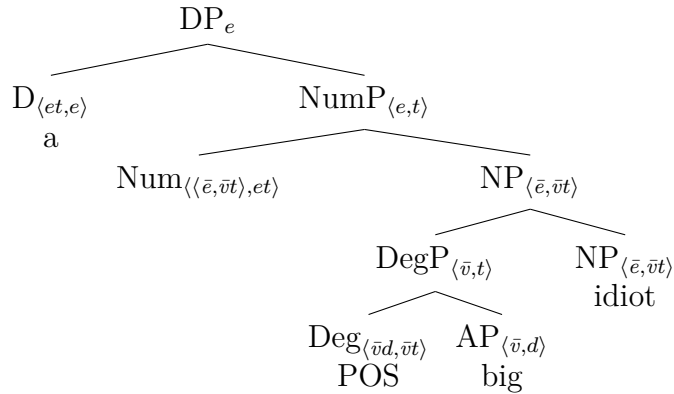 DP_e
D_{⟨et,e⟩} NumP_{⟨e,t⟩}
a
Num_{⟨⟨ē,v̄t⟩,et⟩} NP_{⟨ē,v̄t⟩}
DegP_{⟨v̄,t⟩} NP_{⟨ē,v̄t⟩}
idiot
Deg_{⟨v̄d,v̄t⟩} AP_{⟨v̄,d⟩}
POS big